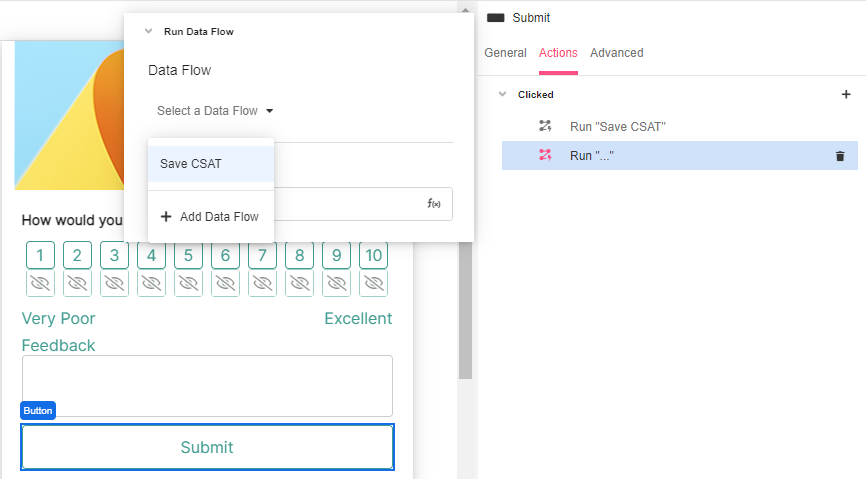 Submit
General Actions Advanced
Clicked
Run "Save CSAT"
Run "..."
Run Data Flow
Data Flow
Select a Data Flow
Save CSAT
Add Data Flow
f(x)
How would you
1 2 3 4 5 6 7 8 9 10
Very Poor Excellent
Feedback
Button
Submit